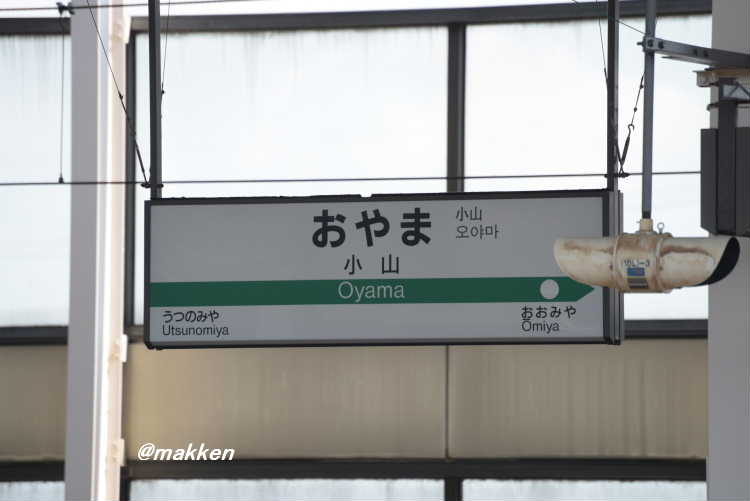 おやま
小山
오야마
小山
Oyama
うつのみや
Utsunomiya
おおみや
Ōmiya
@makken